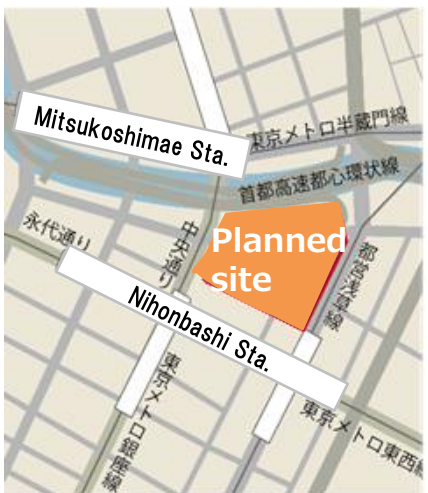 Mitsukoshimae Sta.
東京メトロ半蔵門線
首都高速都心環状線
永代通り
中央通り
Planned
site
都営浅草線
Nihonbashi Sta.
東京メトロ銀座線
東京メトロ東西線